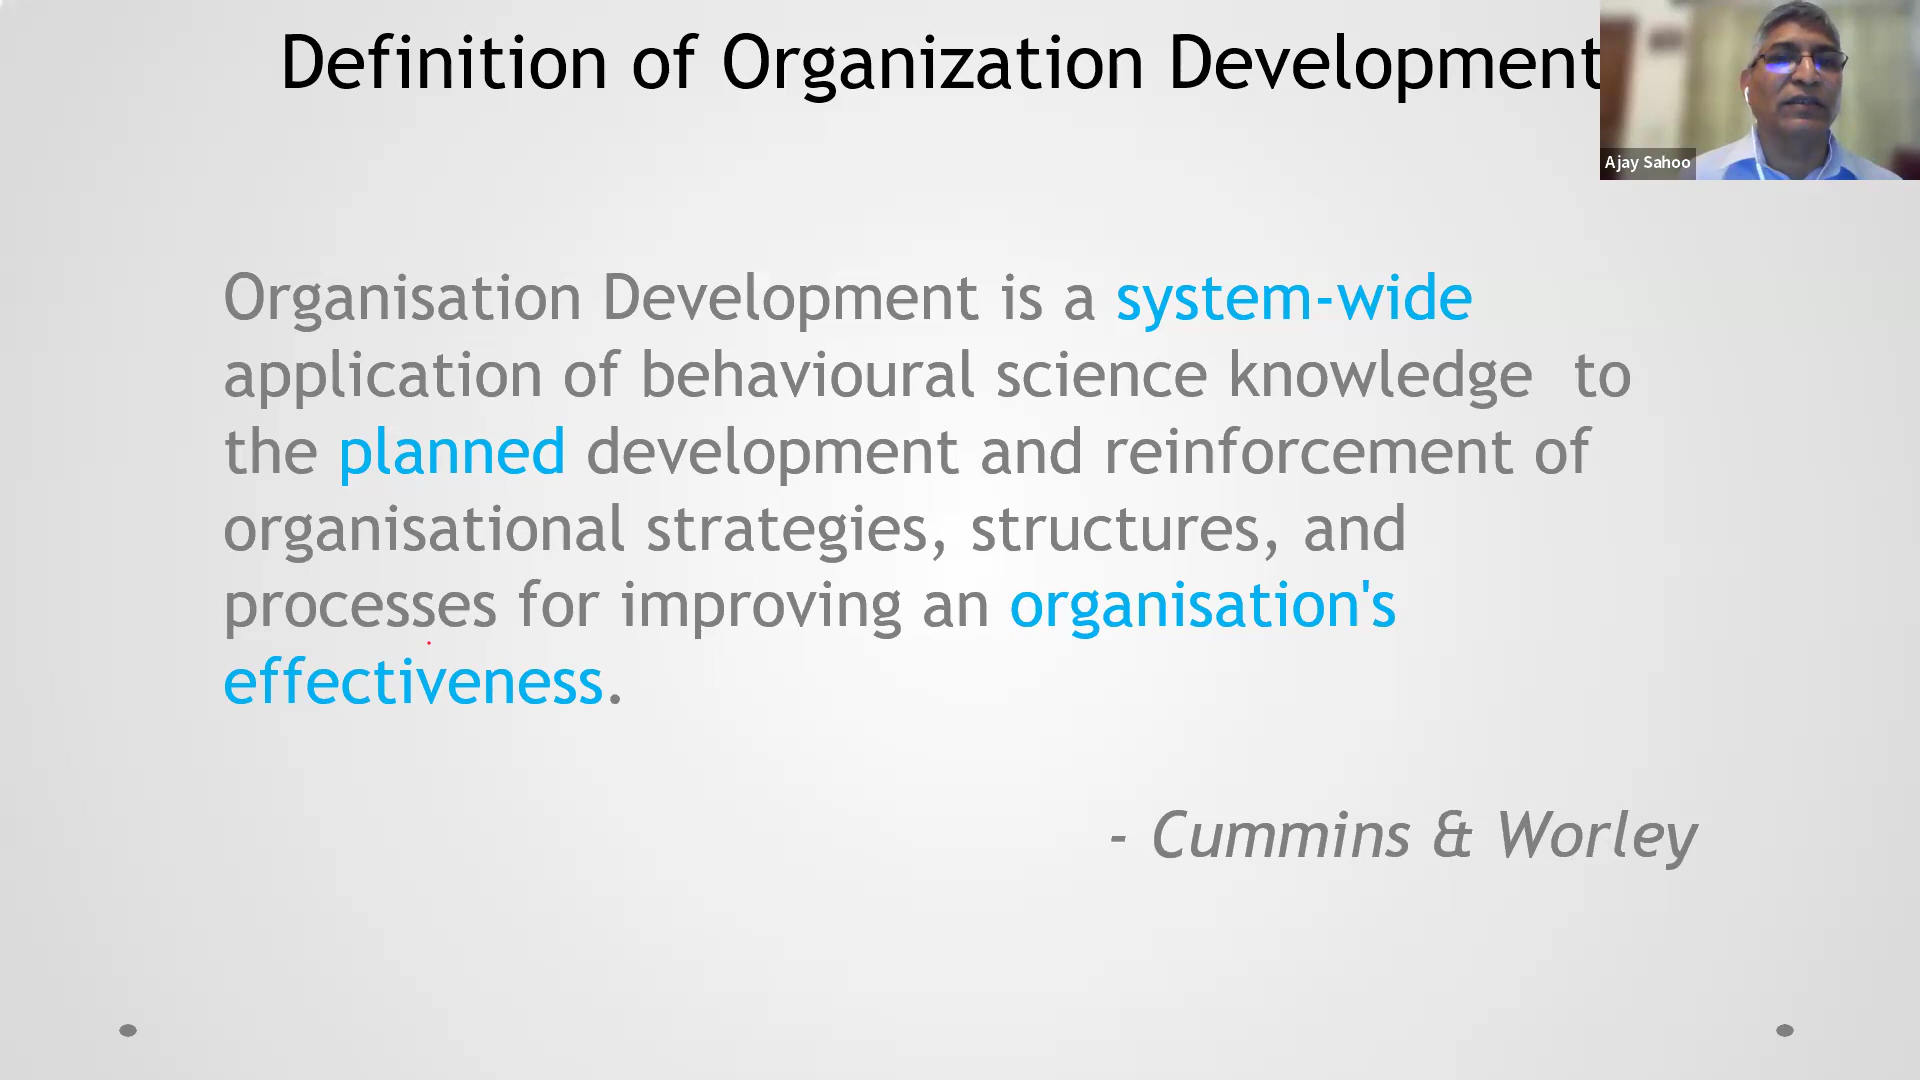 Definition of Organization Development
Ajay Sahoo
Organisation Development is a system-wide
application of behavioural science knowledge  to
the planned development and reinforcement of
organisational strategies, structures, and
processes for improving an organisation's
effectiveness.
- Cummins & Worley